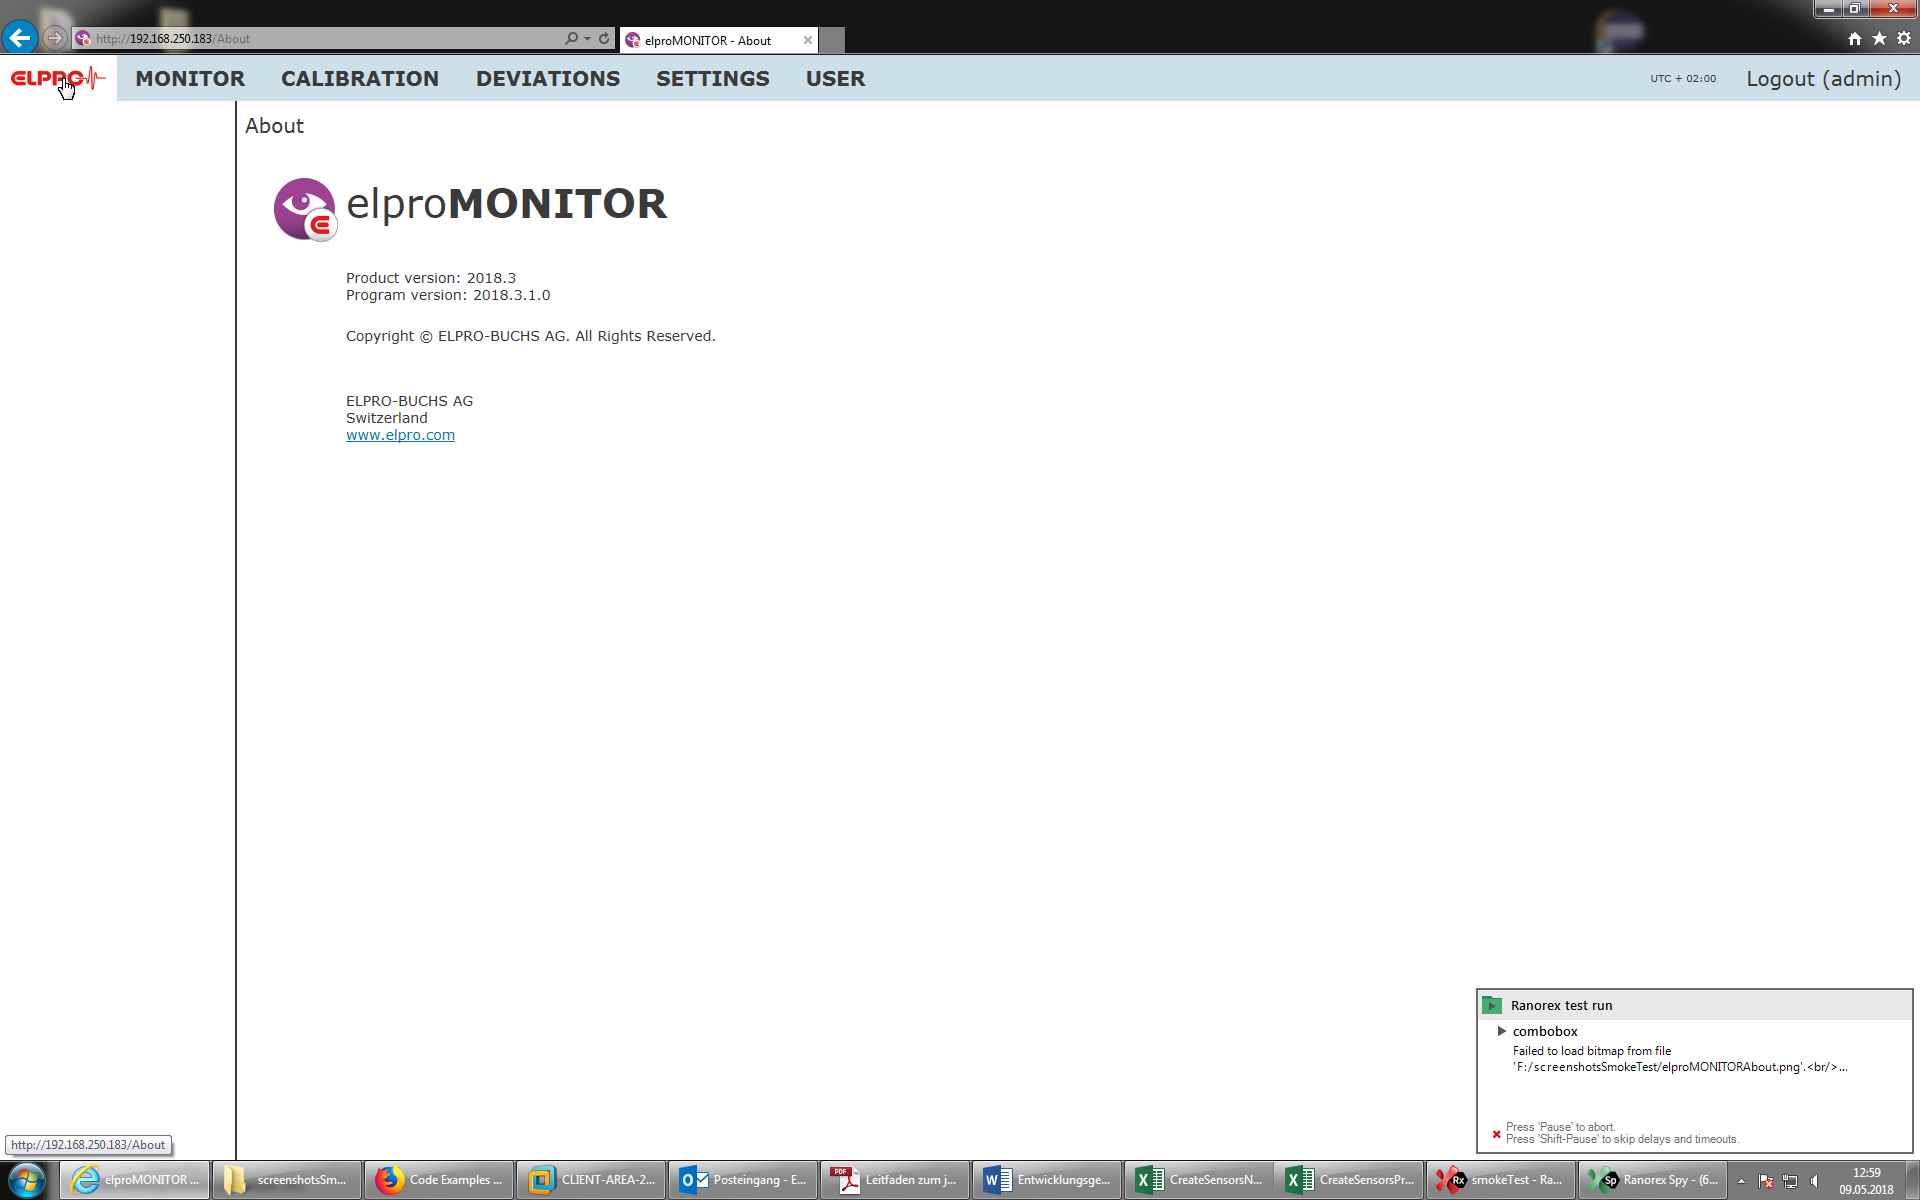 http://192.168.250.183/About
elproMONITOR - About
ELPRO
MONITOR
CALIBRATION
DEVIATIONS
SETTINGS
USER
UTC + 02:00
Logout (admin)
About
elproMONITOR
Product version: 2018.3
Program version: 2018.3.1.0
Copyright © ELPRO-BUCHS AG. All Rights Reserved.
ELPRO-BUCHS AG
Switzerland
www.elpro.com
Ranorex test run
combobox
Failed to load bitmap from file
'F:/screenshotsSmokeTest/elproMONITORAbout.png'.<br/>...
Press 'Pause' to abort.
Press 'Shift-Pause' to skip delays and timeouts.
http://192.168.250.183/About
elproMONITOR ...
screenshotsSm...
Code Examples ...
CLIENT-AREA-2...
Posteingang - E...
Leitfaden zum j...
Entwicklungsge...
CreateSensorsN...
CreateSensorsPr...
smokeTest - Ra...
Ranorex Spy - (6...
12:59
09.05.2018